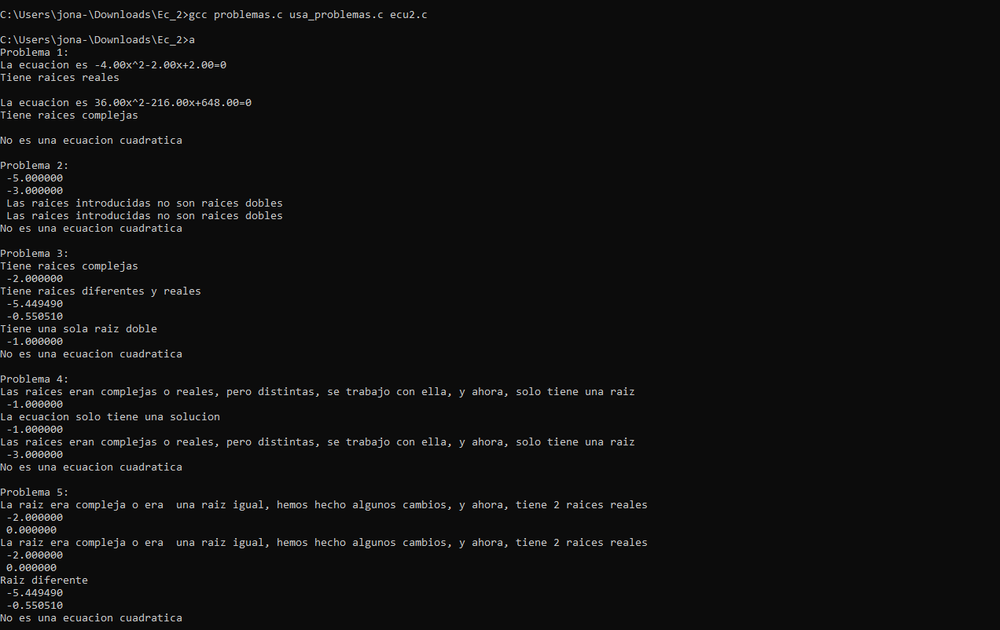 C:\Users\jona-\Downloads\Ec_2>gcc problemas.c usa_problemas.c ecu2.c
C:\Users\jona-\Downloads\Ec_2>a
Problema 1:
La ecuacion es -4.00x^2-2.00x+2.00=0
Tiene raices reales
La ecuacion es 36.00x^2-216.00x+648.00=0
Tiene raices complejas
No es una ecuacion cuadratica
Problema 2:
-5.000000
-3.000000
Las raices introducidas no son raices dobles
Las raices introducidas no son raices dobles
No es una ecuacion cuadratica
Problema 3:
Tiene raices complejas
-2.000000
Tiene raices diferentes y reales
-5.449490
-0.550510
Tiene una sola raiz doble
-1.000000
No es una ecuacion cuadratica
Problema 4:
Las raices eran complejas o reales, pero distintas, se trabajo con ella, y ahora, solo tiene una raiz
-1.000000
La ecuacion solo tiene una solucion
-1.000000
Las raices eran complejas o reales, pero distintas, se trabajo con ella, y ahora, solo tiene una raiz
-3.000000
No es una ecuacion cuadratica
Problema 5:
La raiz era compleja o era  una raiz igual, hemos hecho algunos cambios, y ahora, tiene 2 raices reales
-2.000000
0.000000
La raiz era compleja o era  una raiz igual, hemos hecho algunos cambios, y ahora, tiene 2 raices reales
-2.000000
0.000000
Raiz diferente
-5.449490
-0.550510
No es una ecuacion cuadratica